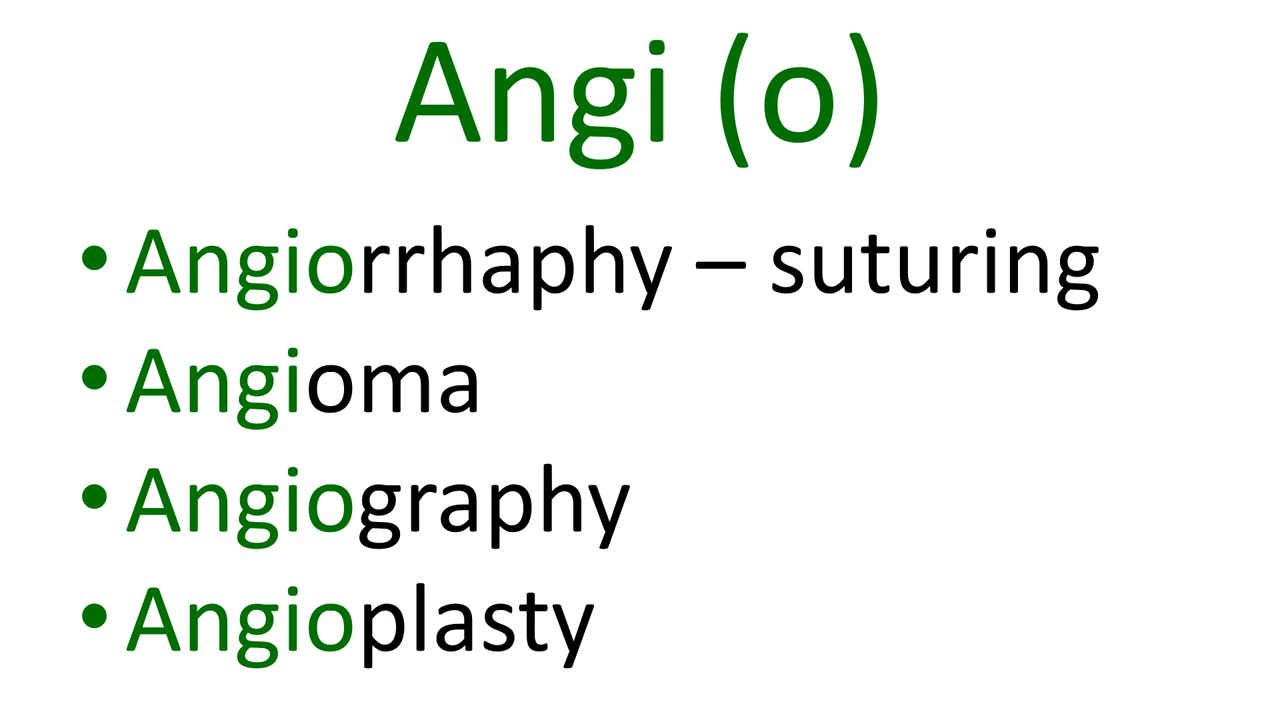 Angi (o)
• Angiorrhaphy – suturing
• Angioma
• Angiography
• Angioplasty